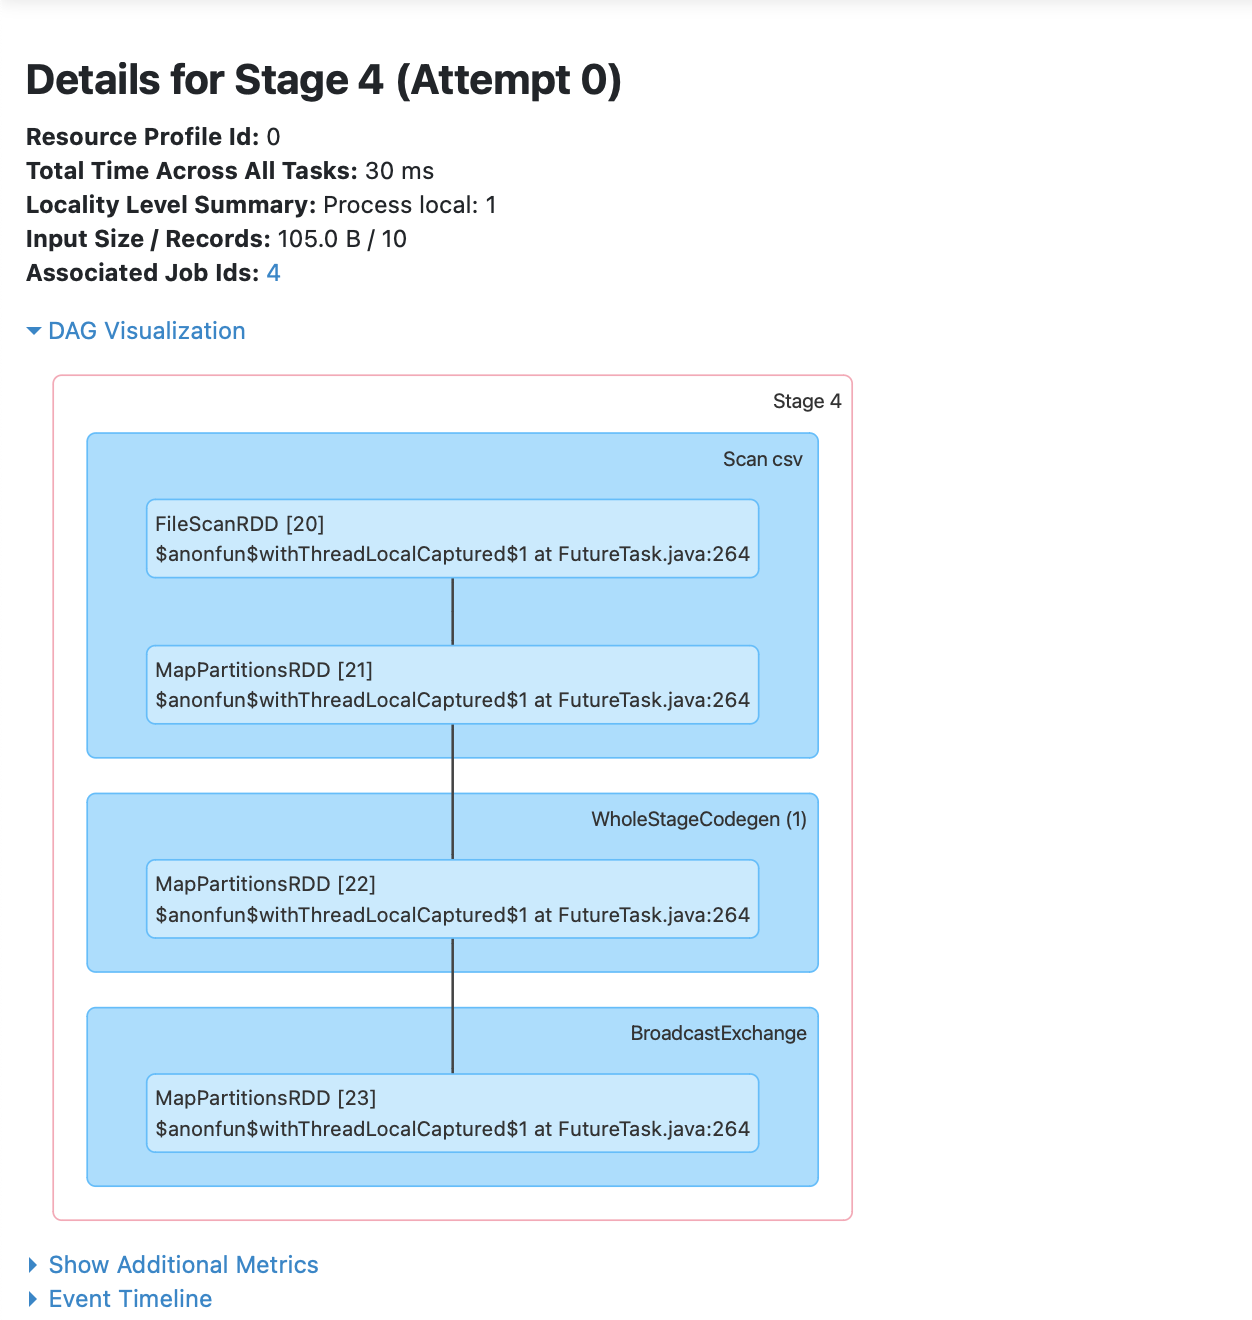 Details for Stage 4 (Attempt 0)
Resource Profile Id: 0
Total Time Across All Tasks: 30 ms
Locality Level Summary: Process local: 1
Input Size / Records: 105.0 B / 10
Associated Job Ids: 4
DAG Visualization
Stage 4
Scan csv
FileScanRDD [20]
$anonfun$withThreadLocalCaptured$1 at FutureTask.java:264
MapPartitionsRDD [21]
$anonfun$withThreadLocalCaptured$1 at FutureTask.java:264
WholeStageCodegen (1)
MapPartitionsRDD [22]
$anonfun$withThreadLocalCaptured$1 at FutureTask.java:264
BroadcastExchange
MapPartitionsRDD [23]
$anonfun$withThreadLocalCaptured$1 at FutureTask.java:264
Show Additional Metrics
Event Timeline